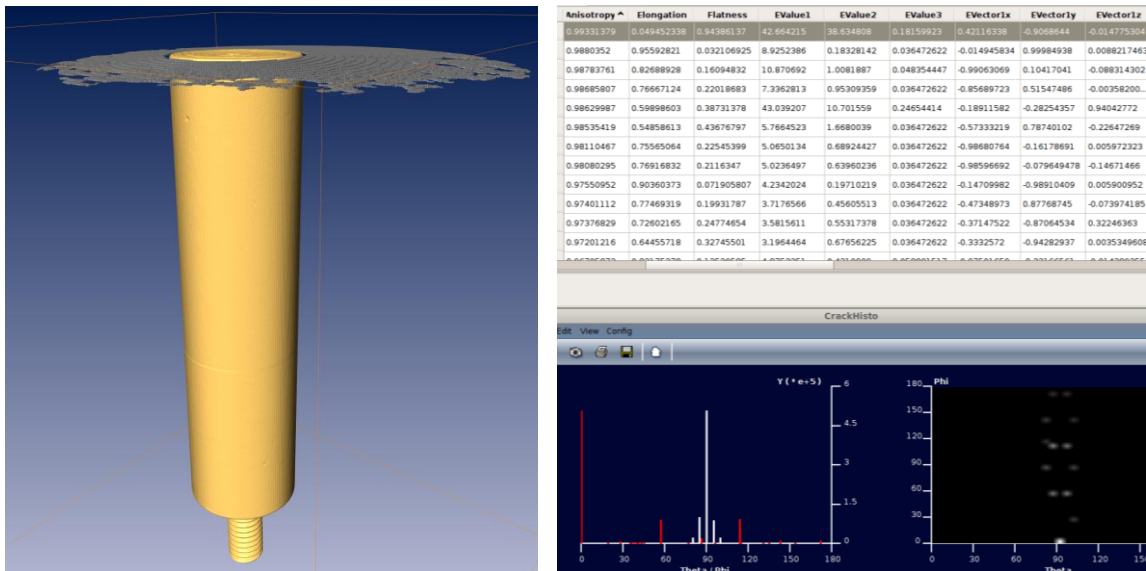 Anisotropy ^ Elongation Flatness EValue1 EValue2 EValue3 EVector1x EVector1y EVector1z
0.99331379 0.049452338 0.94386137 42.664215 38.634808 0.18159923 0.42116338 -0.9068644 -0.014775304
0.9880352 0.95592821 0.032106925 8.9252386 0.18328142 0.036472622 -0.014945834 0.99984938 0.008821746
0.98783761 0.82688928 0.16094832 10.870692 1.0081887 0.048354447 -0.99063069 0.10417041 -0.088314302
0.98685807 0.76667124 0.22018683 7.3362813 0.95309359 0.036472622 -0.85689723 0.51547486 -0.00358200...
0.98629987 0.59898603 0.38731378 43.039207 10.701559 0.24654414 -0.18911582 -0.28254357 0.94042772
0.98535419 0.54858613 0.43676797 5.7664523 1.6680039 0.036472622 -0.57333219 0.78740102 -0.22647269
0.98110467 0.75565064 0.22545399 5.0650134 0.68924427 0.036472622 -0.98680764 -0.16178691 0.005972323
0.98080295 0.76916832 0.2116347 5.0236497 0.63960236 0.036472622 -0.98596692 -0.079649478 -0.14671466
0.97550952 0.90360373 0.071905807 4.2342024 0.19710219 0.036472622 -0.14709982 -0.98910409 0.005900952
0.97401112 0.77469319 0.19931787 3.7176566 0.45605513 0.036472622 -0.47348973 0.87768745 -0.073974185
0.97376829 0.72602165 0.24774654 3.5815611 0.55317378 0.036472622 -0.37147522 -0.87064534 0.32246363
0.97201216 0.64455718 0.32745501 3.1964464 0.67656225 0.036472622 -0.3332572 -0.94282937 0.0035349608
CrackHisto
Edit View Config
Y (*e+5) 6
4.5
3
1.5
0
0 30 60 90 120 150 180
Theta / Phi
180 Phi
150
120
90
60
30
0
0 30 60 90 120
Theta